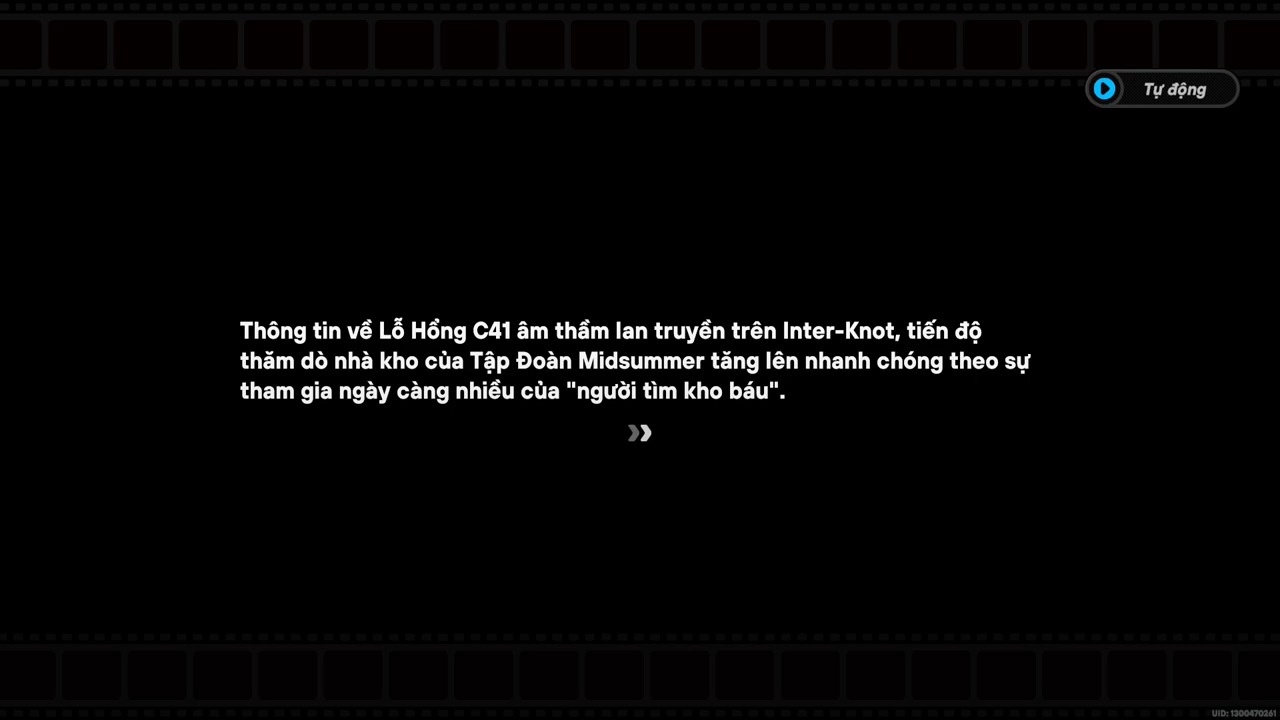 Tự động
Thông tin về Lỗ Hổng C41 âm thầm lan truyền trên Inter-Knot, tiến độ
thăm dò nhà kho của Tập Đoàn Midsummer tăng lên nhanh chóng theo sự
tham gia ngày càng nhiều của "người tìm kho báu".
UID: 1300470261